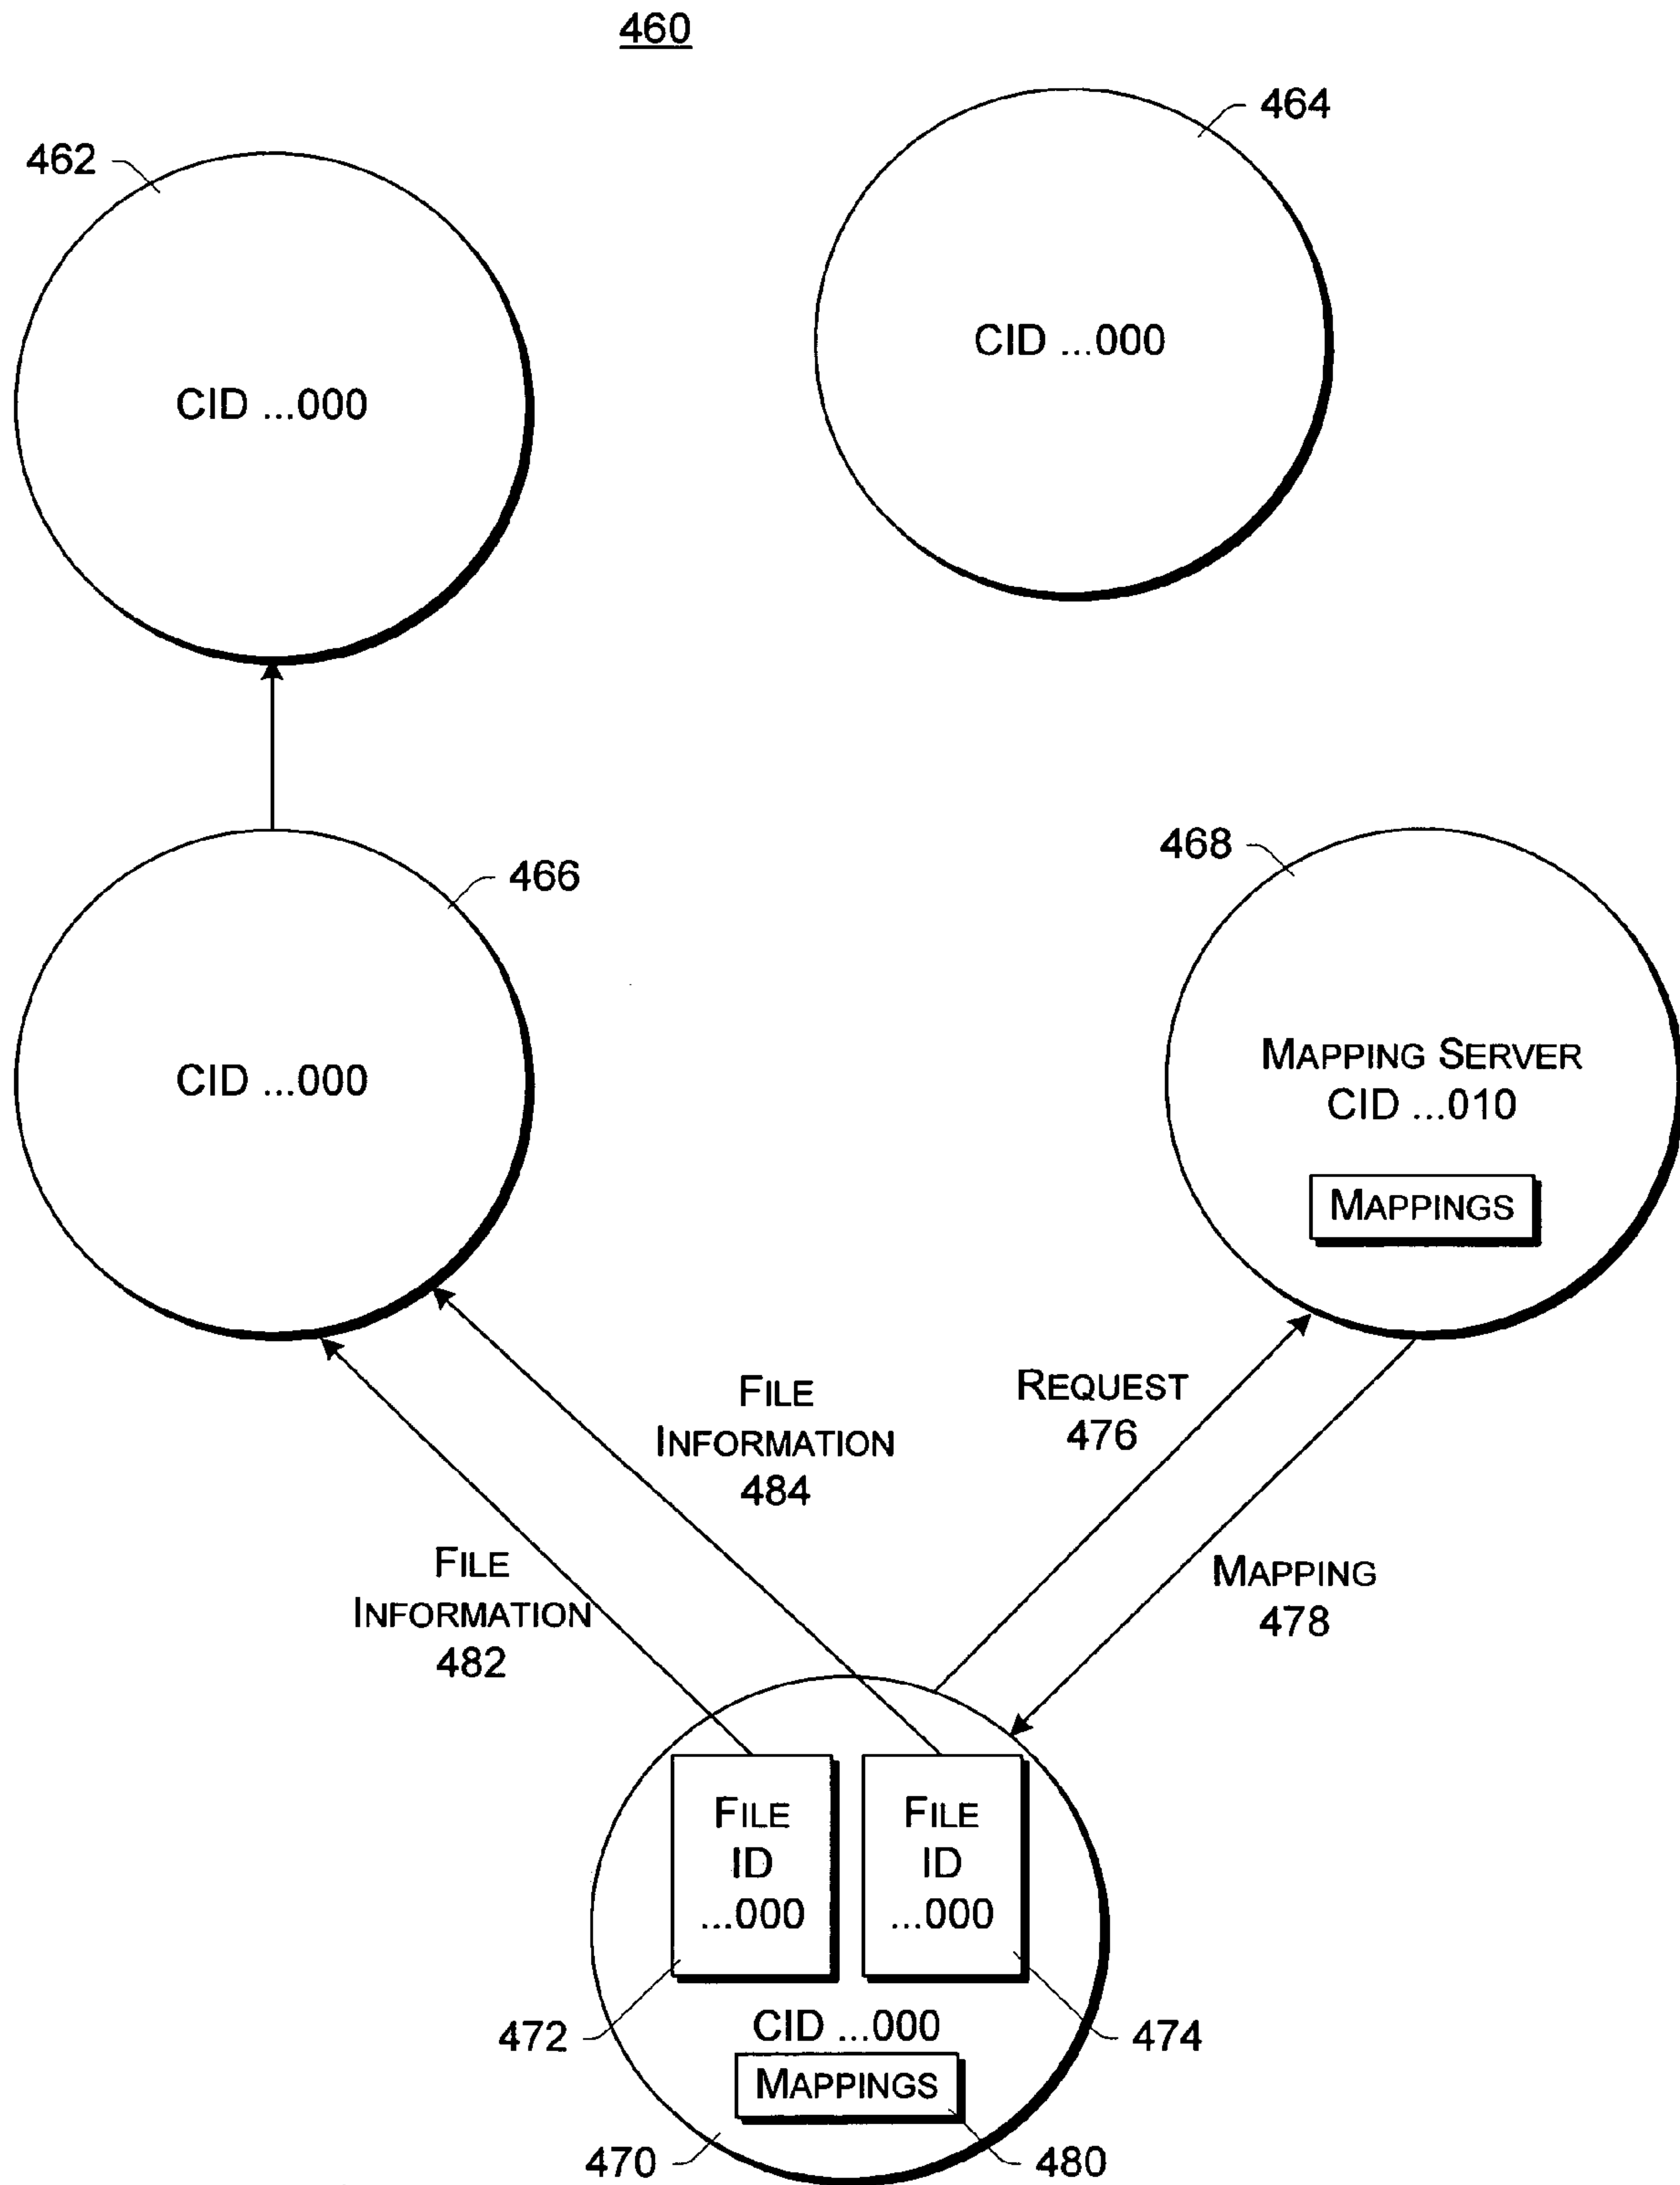 460
464
462
CID ...000
CID ...000
468
466
MAPPING SERVER
CID ...010
CID ...000
MAPPINGS
FILE
INFORMATION
484
REQUEST
476
FILE
INFORMATION
482
MAPPING
478
FILE
ID
...000
FILE
ID
...000
472
CID ...000
474
MAPPINGS
470
480